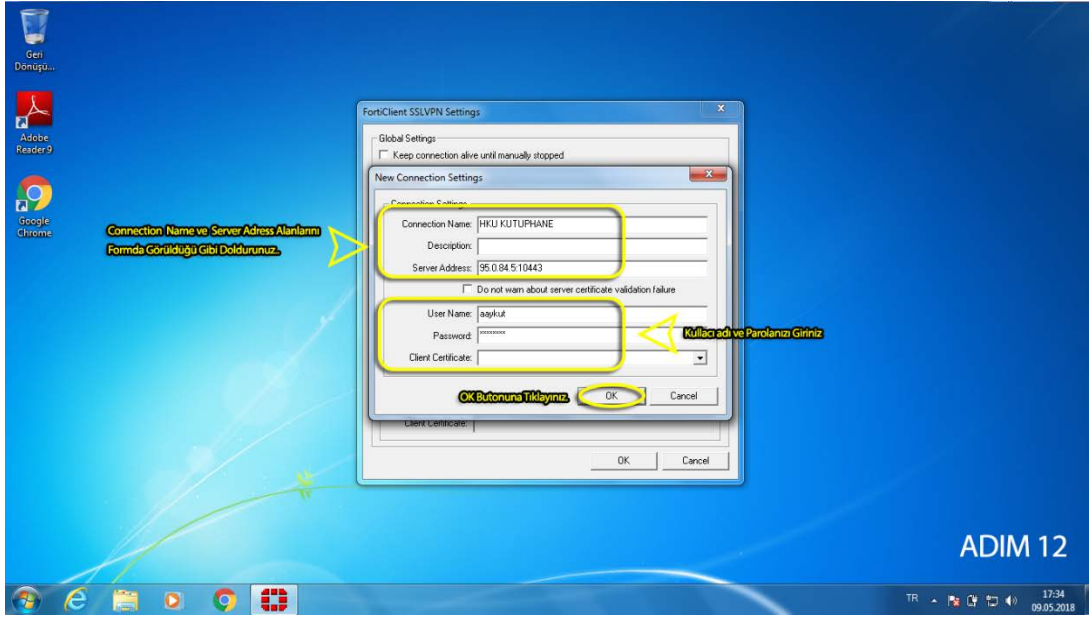 Geri
Dönüşü...
Adobe
Reader 9
Google
Chrome
FortiClient SSLVPN Settings
Global Settings
Keep connection alive until manually stopped
New Connection Settings
Connection Settings
Connection Name: HKU KUTUPHANE
Description:
Server Address: 95.0.84.5:10443
Do not warn about server certificate validation failure
User Name: aaykut
Password: ××××××××
Client Certificate:
OK
Cancel
Client Certificate:
OK
Cancel
Connection Name ve Server Adress Alanlarını
Formda Görüldüğü Gibi Doldurunuz..
Kullacı adı ve Parolanızı Giriniz
OK Butonuna Tıklayınız.
ADIM 12
TR
17:34
09.05.2018